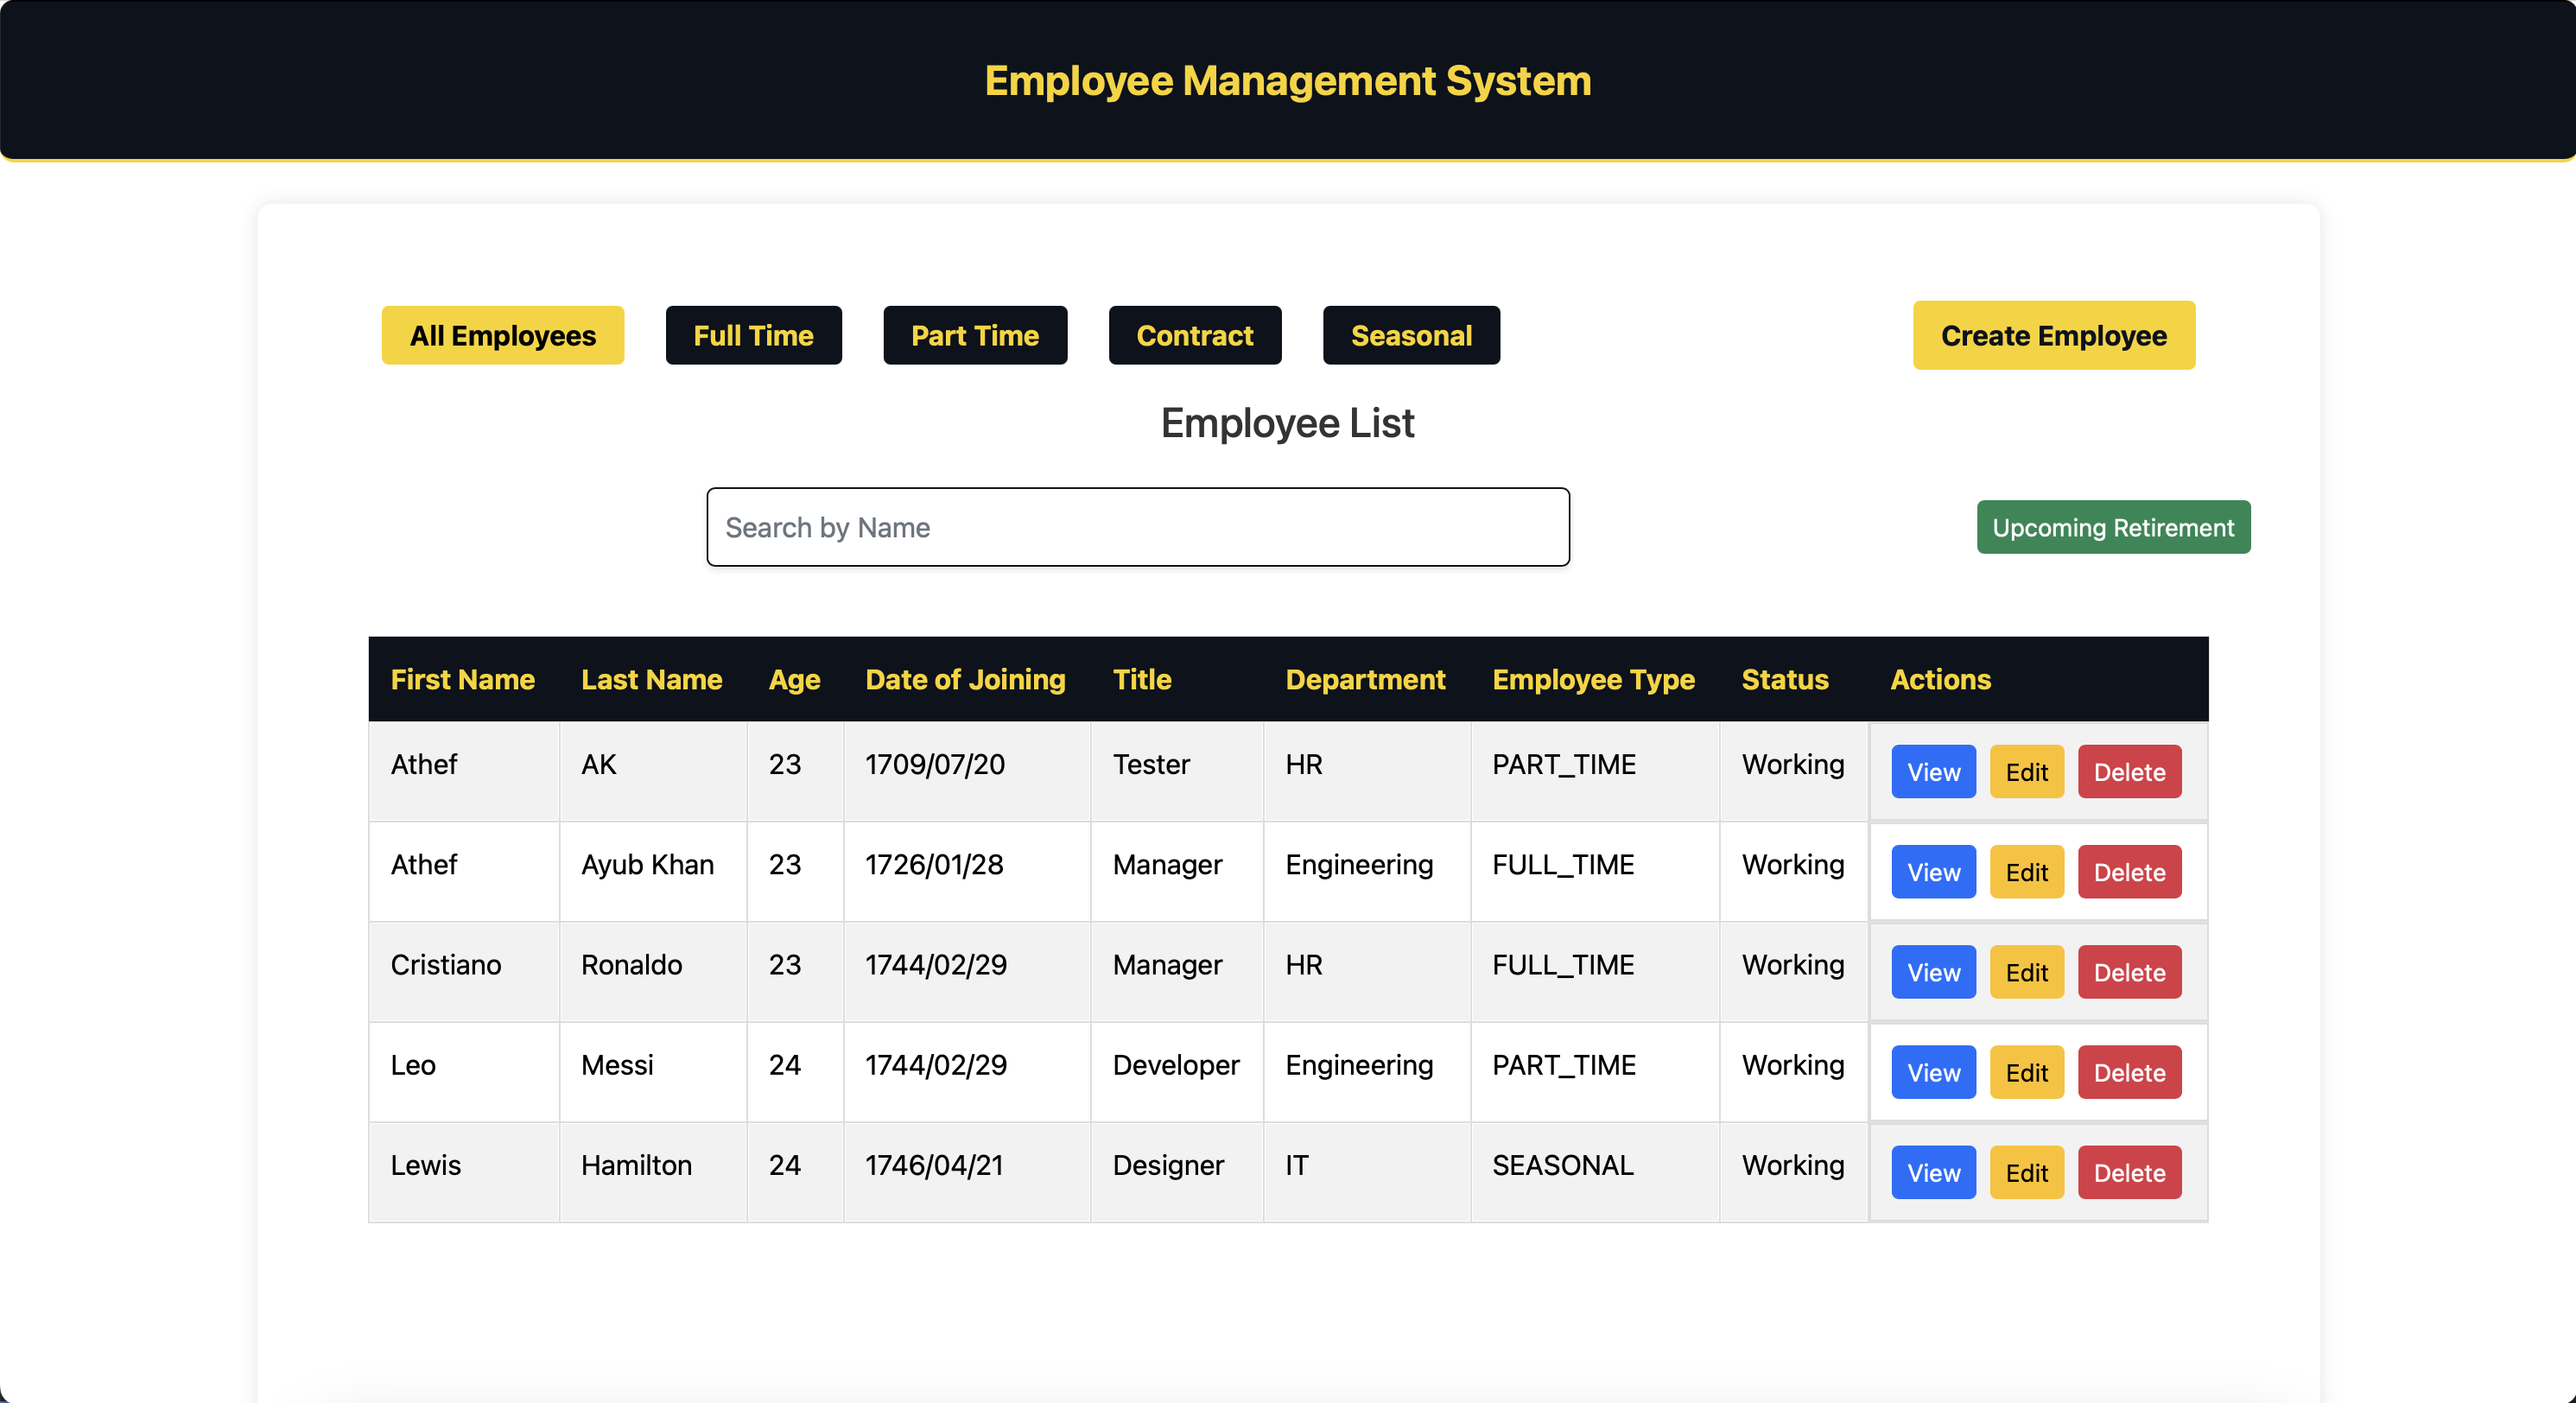 Employee Management System
All Employees Full Time Part Time Contract Seasonal Create Employee
Employee List
Search by Name Upcoming Retirement
First Name Last Name Age Date of Joining Title Department Employee Type Status Actions
Athef AK 23 1709/07/20 Tester HR PART_TIME Working View Edit Delete
Athef Ayub Khan 23 1726/01/28 Manager Engineering FULL_TIME Working View Edit Delete
Cristiano Ronaldo 23 1744/02/29 Manager HR FULL_TIME Working View Edit Delete
Leo Messi 24 1744/02/29 Developer Engineering PART_TIME Working View Edit Delete
Lewis Hamilton 24 1746/04/21 Designer IT SEASONAL Working View Edit Delete